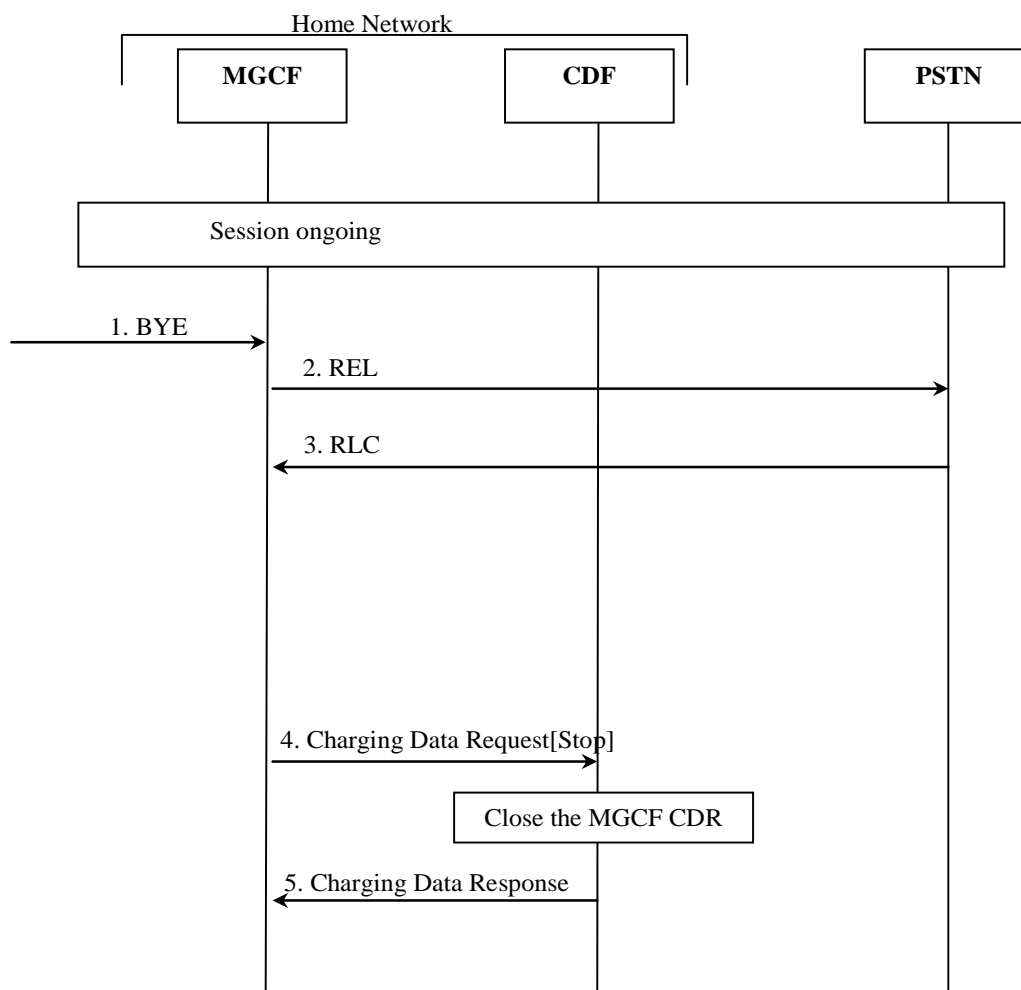 Home Network
MGCF
CDF
PSTN
Session ongoing
1. BYE
2. REL
3. RLC
4. Charging Data Request[Stop]
Close the MGCF CDR
5. Charging Data Response